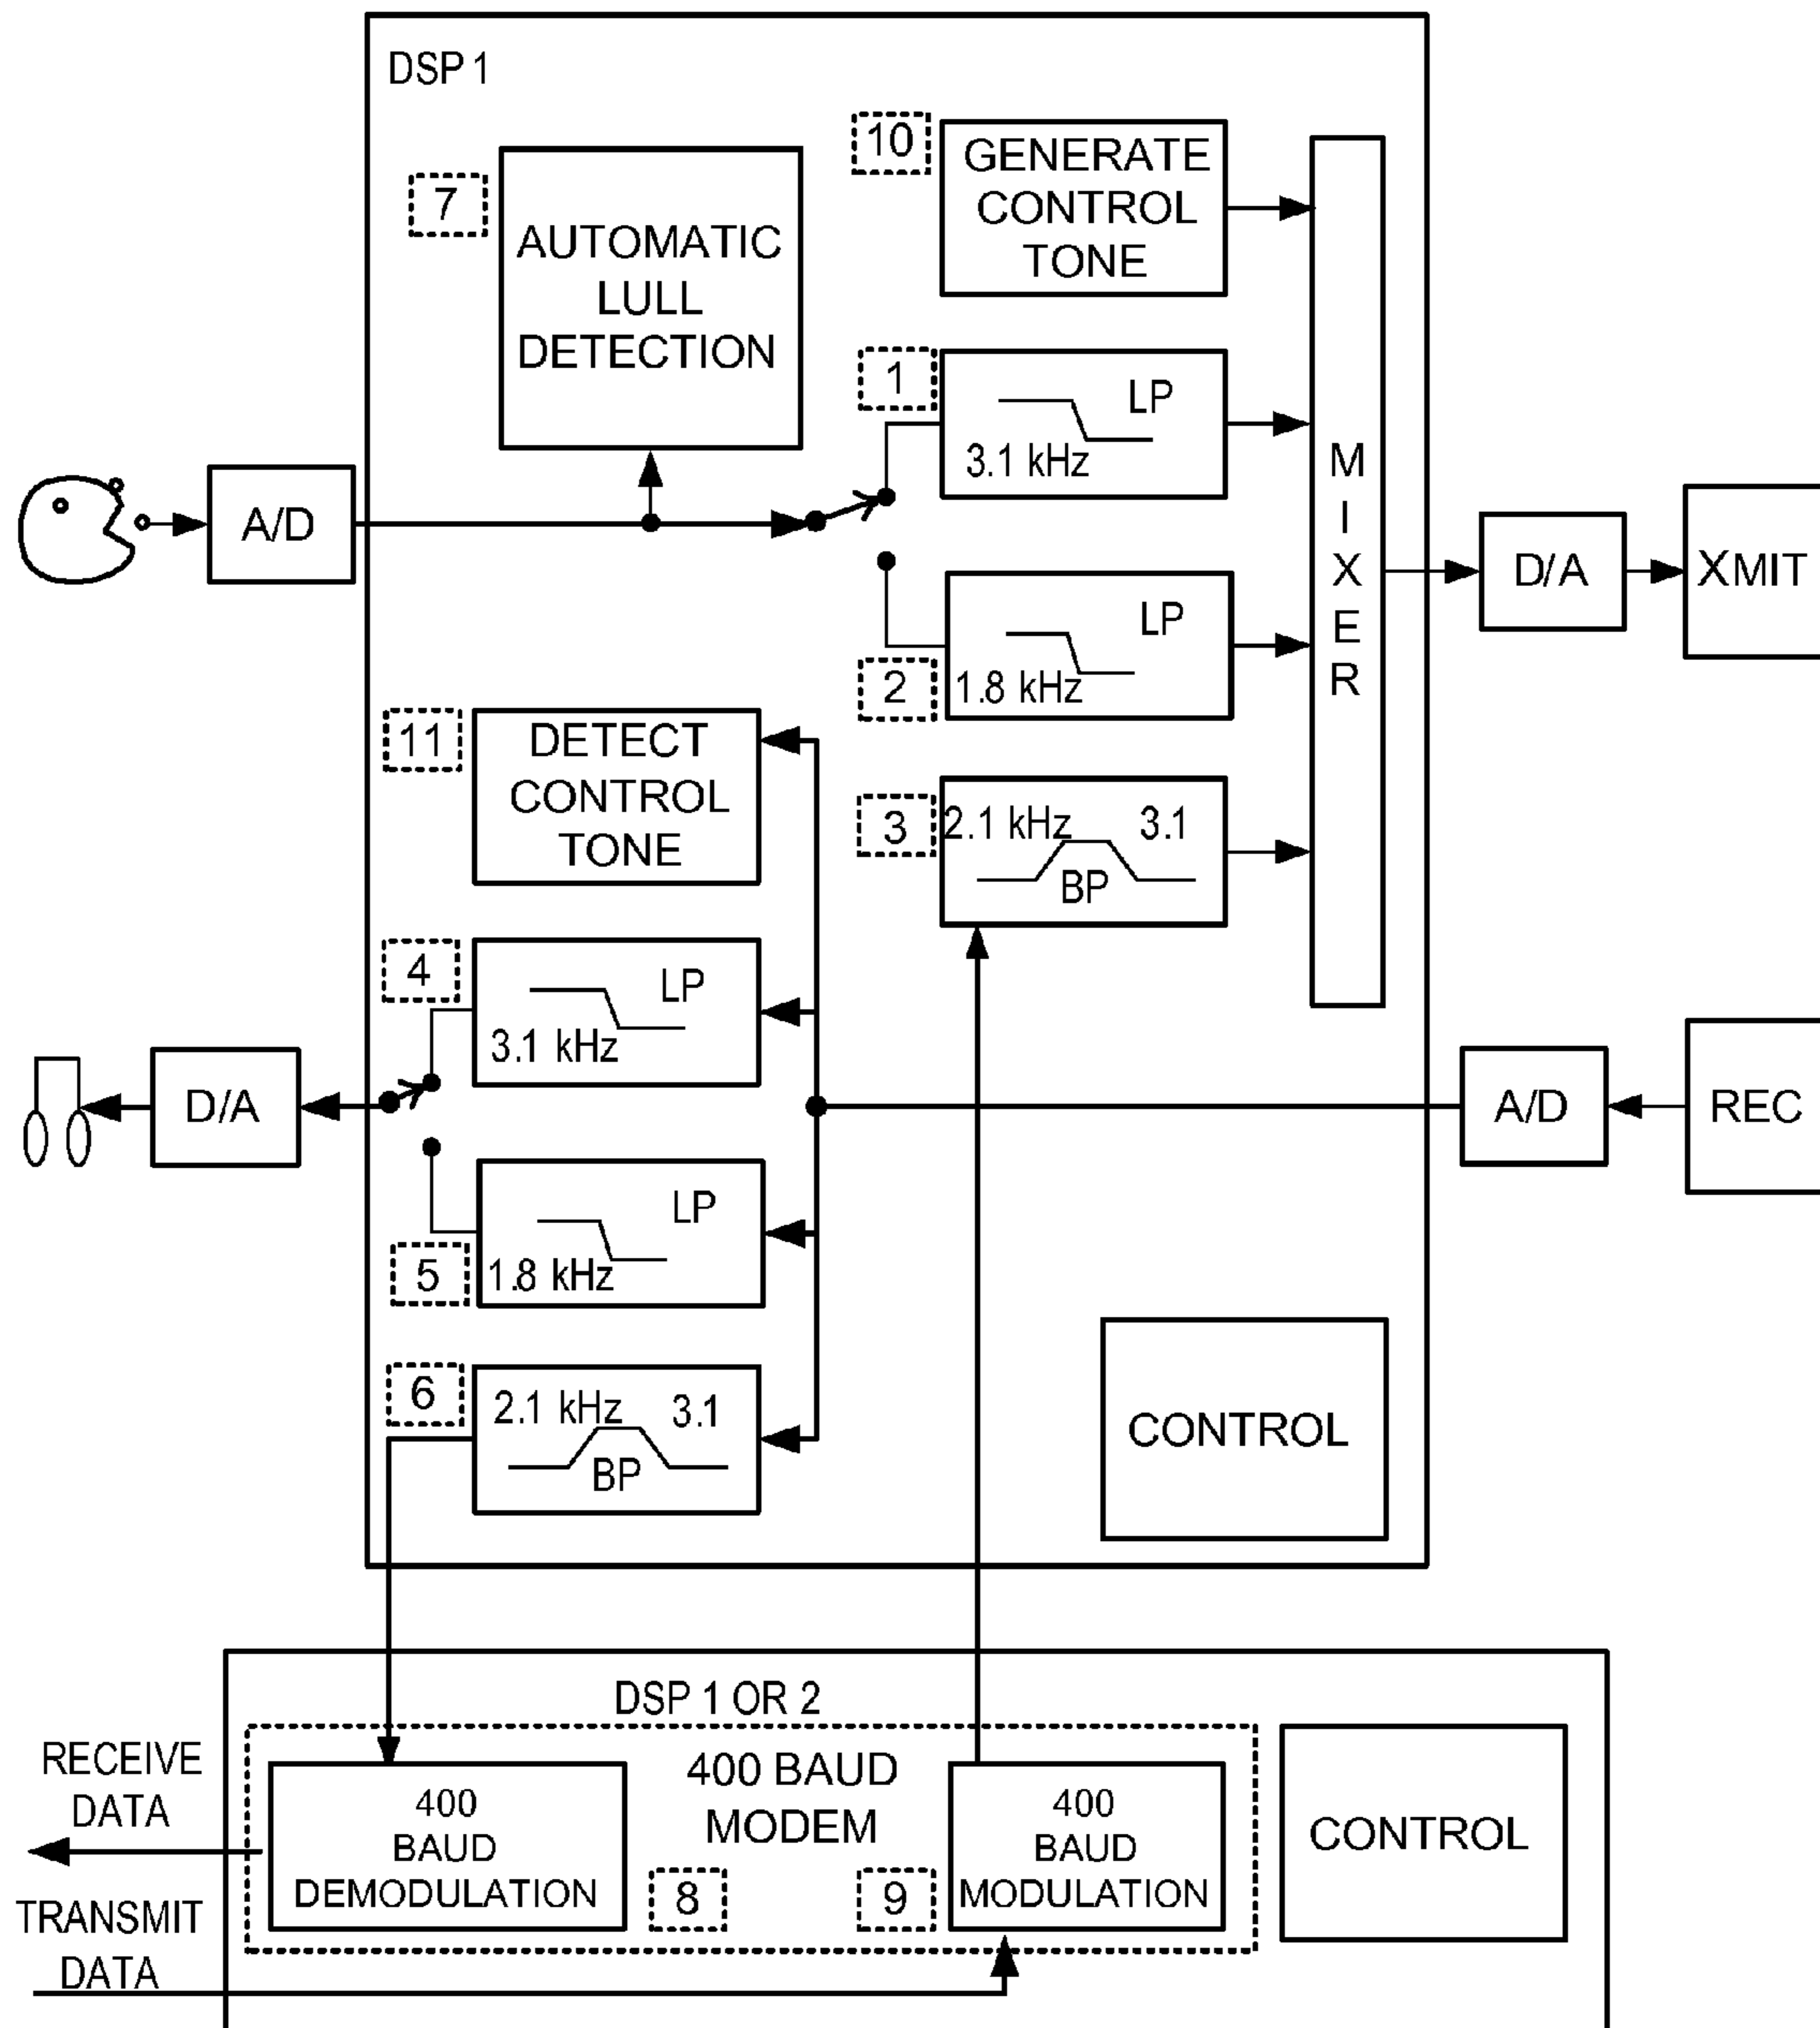 DSP 1
10
GENERATE
CONTROL
TONE
7
AUTOMATIC
LULL
DETECTION
1
LP
3.1 kHz
M
I
X
E
R
A/D
D/A
XMIT
2
LP
1.8 kHz
11
DETECT
CONTROL
TONE
3
2.1 kHz 3.1
BP
4
LP
3.1 kHz
D/A
A/D
REC
5
LP
1.8 kHz
6
2.1 kHz 3.1
BP
CONTROL
DSP 1 OR 2
RECEIVE
DATA
400
BAUD
DEMODULATION
400 BAUD
MODEM
8
9
400
BAUD
MODULATION
CONTROL
TRANSMIT
DATA